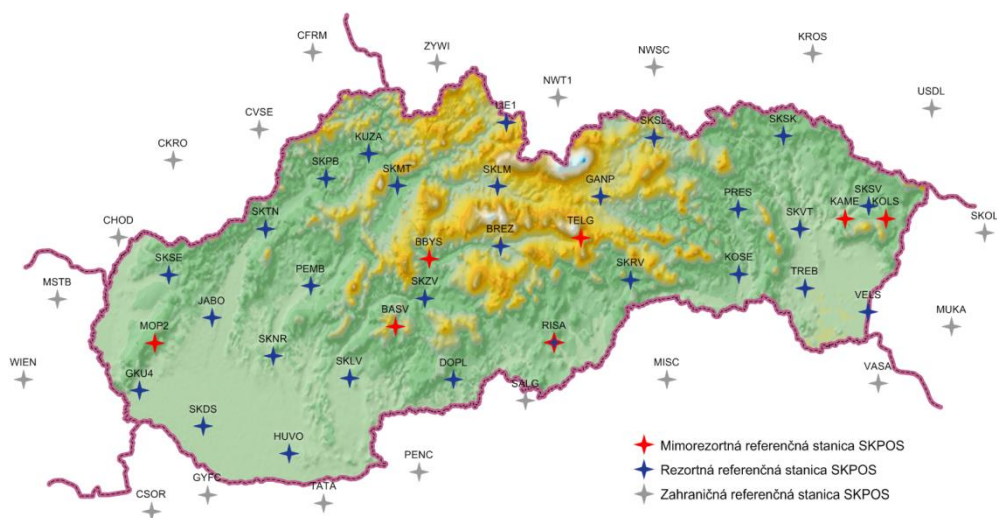 CFRM
ZYWI
KROS
NWSC
NWT1
USDL
CVSE
LIE1
SKSL
SKSK
CKRO
KUZA
SKPB
SKMT
SKLM
GANP
PRES
SKSV
KAME
KOLS
SKTN
SKVT
SKOL
CHOD
TELG
BREZ
BBYS
SKSE
PEMB
SKRV
KOSE
TREB
MSTB
SKZV
JABO
BASV
VELS
MUKA
MOP2
RISA
SKNR
WIEN
GKU4
SKLV
DOPL
SALG
MISC
VASA
SKDS
HUVO
PENC
GYFC
TATA
CSOR
Mimorezortná referenčná stanica SKPOS
Rezortná referenčná stanica SKPOS
Zahraničná referenčná stanica SKPOS